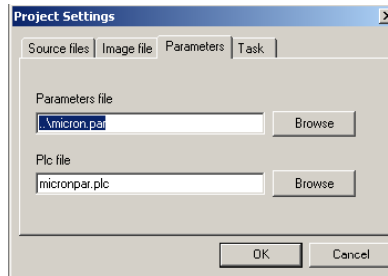 Project Settings
Source files Image file Parameters Task
Parameters file
..\micron.par
Browse
Plc file
micronpar.plc
Browse
OK Cancel